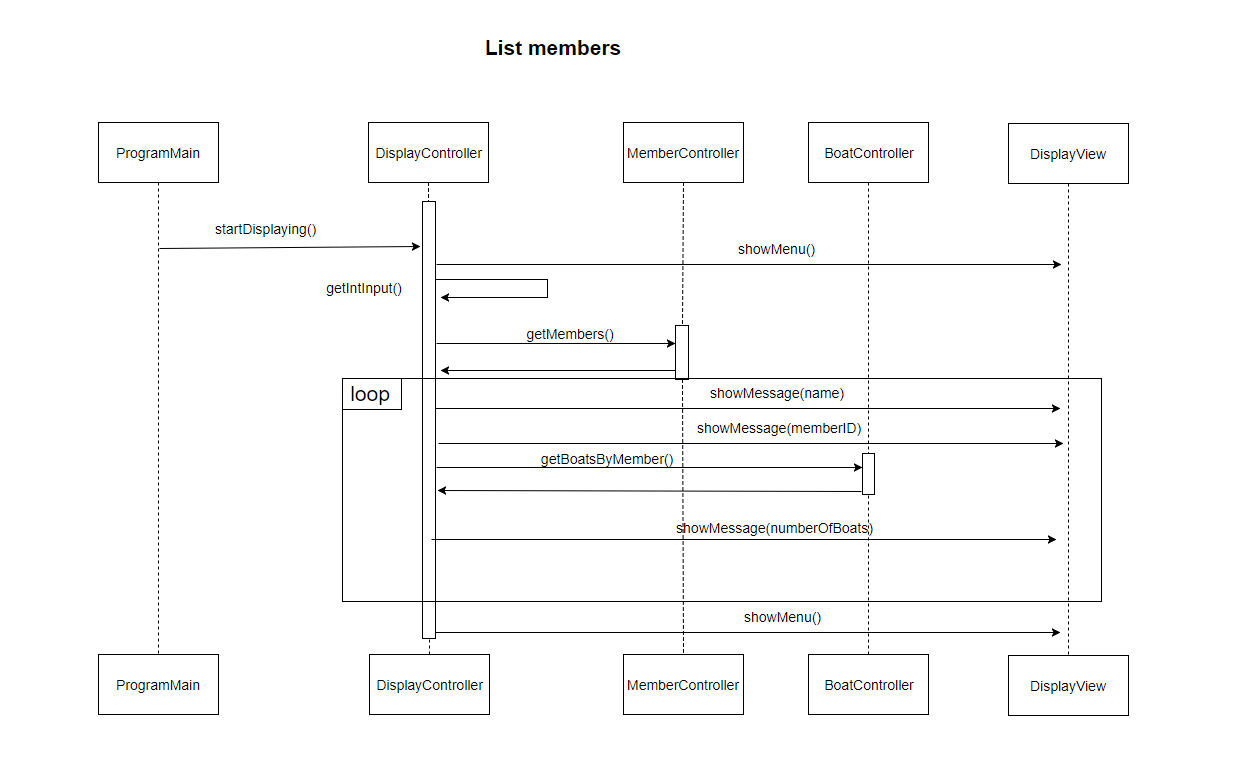 List members
ProgramMain
DisplayController
MemberController
BoatController
DisplayView
startDisplaying()
showMenu()
getIntInput()
getMembers()
loop
showMessage(name)
showMessage(memberID)
getBoatsByMember()
showMessage(numberOfBoats)
showMenu()
ProgramMain
DisplayController
MemberController
BoatController
DisplayView